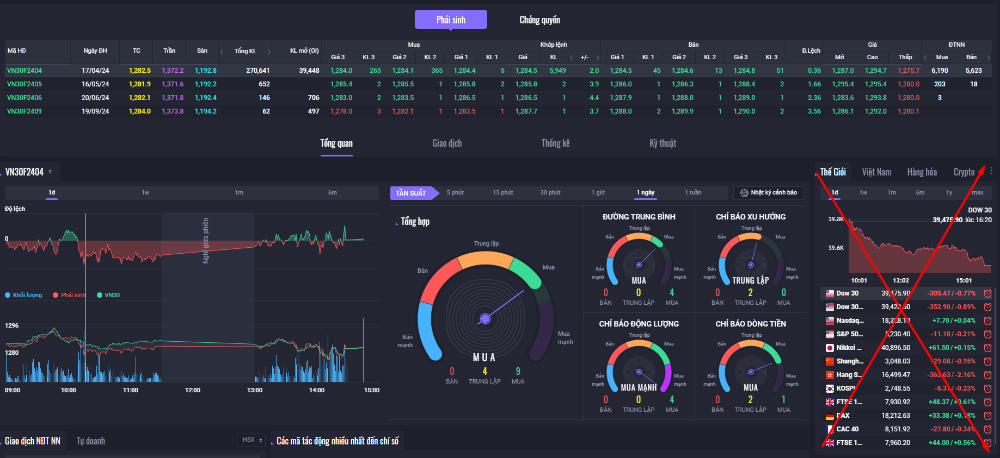 Phái sinh Chứng quyền
Mã HĐ Ngày ĐH TC Trần Sàn Tổng KL KL mở (OI) Mua Khớp lệnh Bán Đ.Lệch Giá ĐTNN
Giá 3 KL 3 Giá 2 KL 2 Giá 1 KL 1 Giá KL +/- Giá 1 KL 1 Giá 2 KL 2 Giá 3 KL 3 Mở Cao Thấp Mua Bán
VN30F2404 17/04/24 1,282.5 1,372.2 1,192.8 270,641 39,448 1,284.0 265 1,284.1 365 1,284.4 5 1,284.5 5,949 2.0 1,284.5 45 1,284.6 13 1,284.8 51 0.36 1,287.0 1,294.7 1,275.7 6,190 5,623
VN30F2405 16/05/24 1,281.9 1,371.6 1,192.2 652 1,285.4 2 1,285.5 1 1,285.8 2 1,285.8 2 3.9 1,286.0 1 1,286.3 1 1,288.4 2 1.66 1,295.4 1,295.4 1,280.0 203 18
VN30F2406 20/06/24 1,282.1 1,371.8 1,192.4 146 706 1,283.0 2 1,283.5 1 1,286.5 1 1,286.5 1 4.4 1,287.9 1 1,288.0 1 1,289.0 1 2.36 1,283.6 1,293.8 1,280.0 3
VN30F2409 19/09/24 1,284.0 1,373.8 1,194.2 62 497 1,278.0 3 1,282.1 1 1,283.5 1 1,287.7 1 3.7 1,288.0 2 1,289.9 1 1,290.0 2 3.56 1,286.1 1,292.0 1,280.1
Tổng quan Giao dịch Thống kê Kỹ thuật
VN30F2404
1d 1w 1m 6m
Độ lệch
0
Nghỉ giữa phiên
Khối lượng Phái sinh VN30
1296
1280
09:00 10:00 11:00 12:00 13:00 14:00 15:00
TẦN SUẤT 5 phút 15 phút 30 phút 1 giờ 1 ngày 1 tuần Nhật ký cảnh báo
Tổng hợp
Trung lập
Bán Mua
Bán mạnh Mua mạnh
MUA
0 4 9
BÁN TRUNG LẬP MUA
ĐƯỜNG TRUNG BÌNH
Trung lập
Bán Mua
Bán mạnh Mua mạnh
MUA
0 0 4
BÁN TRUNG LẬP MUA
CHỈ BÁO XU HƯỚNG
Trung lập
Bán Mua
Bán mạnh Mua mạnh
TRUNG LẬP
0 2 0
BÁN TRUNG LẬP MUA
CHỈ BÁO ĐỘNG LƯỢNG
Trung lập
Bán Mua
Bán mạnh Mua mạnh
MUA MẠNH
0 0 4
BÁN TRUNG LẬP MUA
CHỈ BÁO DÒNG TIỀN
Trung lập
Bán Mua
Bán mạnh Mua mạnh
MUA
0 2 1
BÁN TRUNG LẬP MUA
Thế Giới Việt Nam Hàng hóa Crypto
1d 1w 1m 6m 1y max
DOW 30
39,475.90 lúc 16:20
39.8K
39.6K
10:01 12:02 15:01
Dow 30 39,475.90 -305.47 / -0.77%
Dow 30... 39,420.60 -352.90 / -0.89%
Nasdaq... 18,328.10 +7.70 / +0.04%
S&P 50... 5,230.40 -11.10 / -0.21%
Nikkei ... 40,896.50 +61.50 / +0.15%
Shangh... 3,048.03 -29.08 / -0.95%
Hang S... 16,499.47 -363.63 / -2.16%
KOSPI 2,748.55 -6.31 / -0.23%
FTSE 1... 7,930.92 +48.37 / +0.61%
DAX 18,212.63 +33.38 / +0.18%
CAC 40 8,151.92 -27.80 / -0.34%
FTSE 1... 7,960.20 +44.00 / +0.56%
Giao dịch NĐT NN Tự doanh HSX
Các mã tác động nhiều nhất đến chỉ số